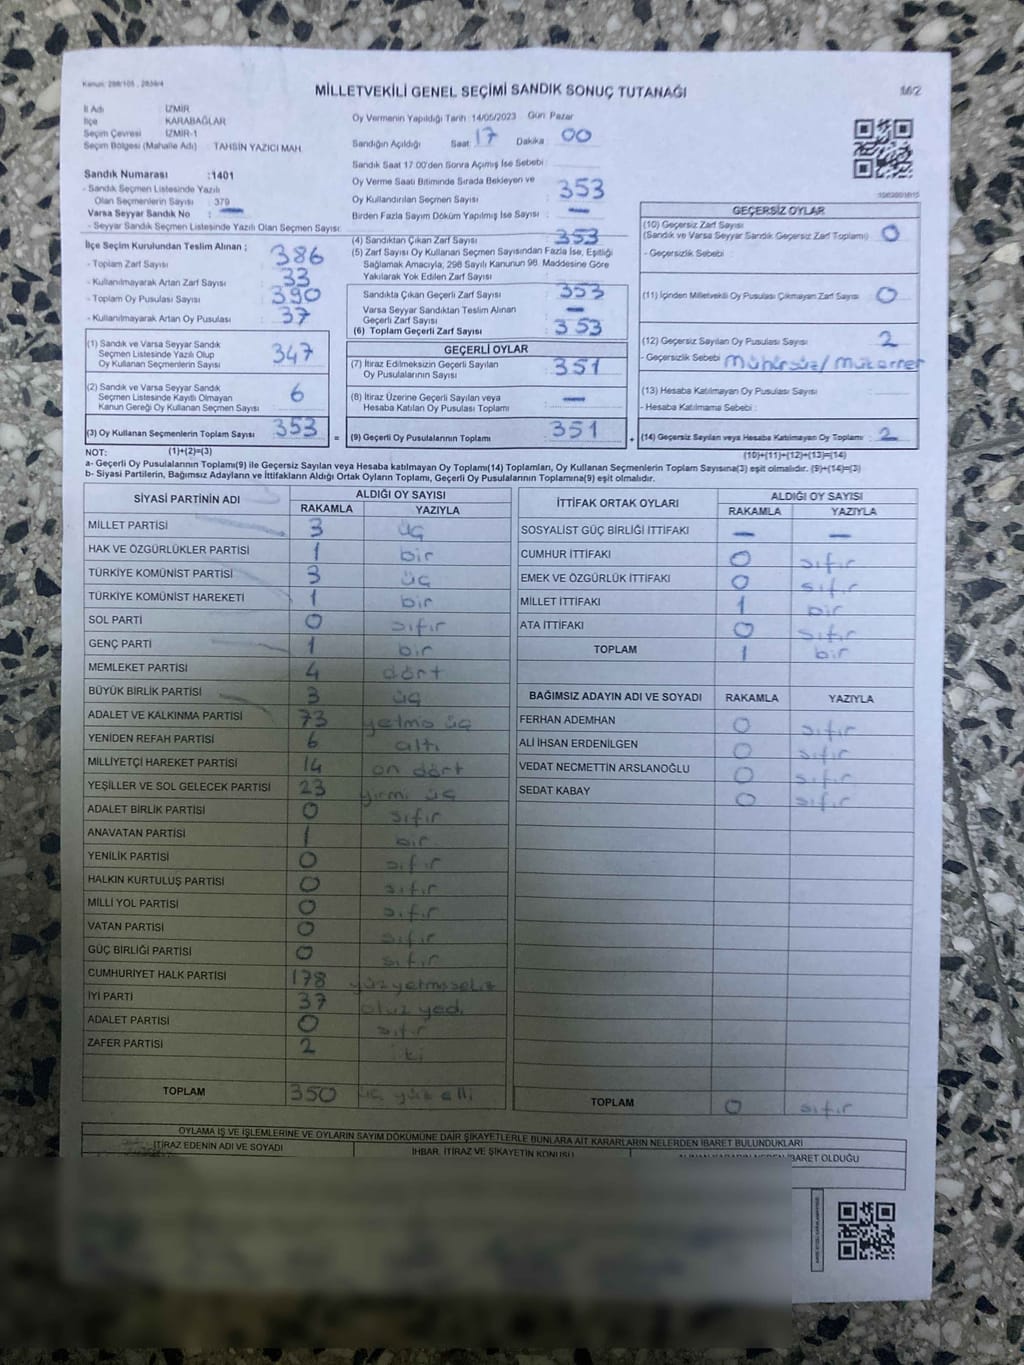 Kanun: 298/105 , 2839/4
MİLLETVEKİLİ GENEL SEÇİMİ SANDIK SONUÇ TUTANAĞI
İl Adı : İZMİR
İlçe : KARABAĞLAR
Seçim Çevresi : İZMİR-1
Seçim Bölgesi (Mahalle Adı) : TAHSİN YAZICI MAH.
Sandık Numarası :1401
- Sandık Seçmen Listesinde Yazılı
Olan Seçmenlerin Sayısı : 379
Varsa Seyyar Sandık No : —
- Seyyar Sandık Seçmen Listesinde Yazılı Olan Seçmen Sayısı:
Oy Vermenin Yapıldığı Tarih :14/05/2023 Gün: Pazar
Sandığın Açıldığı Saat: 17 Dakika : 00
Sandık Saat 17.00'den Sonra Açımış İse Sebebi :
Oy Verme Saati Bitiminde Sırada Bekleyen ve
Oy Kullandırılan Seçmen Sayısı : 353
Birden Fazla Sayım Döküm Yapılmış İse Sayısı : —
İlçe Seçim Kurulundan Teslim Alınan ;
- Toplam Zarf Sayısı : 386
- Kullanılmayarak Artan Zarf Sayısı : 33
- Toplam Oy Pusulası Sayısı : 390
- Kullanılmayarak Artan Oy Pusulası : 37
(4) Sandıktan Çıkan Zarf Sayısı : 353
(5) Zarf Sayısı Oy Kullanan Seçmen Sayısından Fazla İse, Eşitliği
Sağlamak Amacıyla, 298 Sayılı Kanunun 98. Maddesine Göre
Yakılarak Yok Edilen Zarf Sayısı :
Sandıkta Çıkan Geçerli Zarf Sayısı : 353
Varsa Seyyar Sandıktan Teslim Alınan
Geçerli Zarf Sayısı : —
(6) Toplam Geçerli Zarf Sayısı : 353
GEÇERSİZ OYLAR
(10) Geçersiz Zarf Sayısı
(Sandık ve Varsa Seyyar Sandık Geçersiz Zarf Toplamı) : 0
- Geçersizlik Sebebi :
(11) İçinden Milletvekili Oy Pusulası Çıkmayan Zarf Sayısı : 0
(12) Geçersiz Sayılan Oy Pusulası Sayısı : 2
- Geçersizlik Sebebi : Mühürsüz/Mükerrer
(13) Hesaba Katılmayan Oy Pusulası Sayısı :
- Hesaba Katılmama Sebebi :
(14) Geçersiz Sayılan veya Hesaba Katılmayan Oy Toplamı : 2
(10)+(11)+(12)+(13)=(14)
(1) Sandık ve Varsa Seyyar Sandık
Seçmen Listesinde Yazılı Olup
Oy Kullanan Seçmenlerin Sayısı : 347
(2) Sandık ve Varsa Seyyar Sandık
Seçmen Listesinde Kayıtlı Olmayan
Kanun Gereği Oy Kullanan Seçmen Sayısı : 6
(3) Oy Kullanan Seçmenlerin Toplam Sayısı : 353 =
GEÇERLİ OYLAR
(7) İtiraz Edilmeksizin Geçerli Sayılan
Oy Pusulalarının Sayısı : 351
(8) İtiraz Üzerine Geçerli Sayılan veya
Hesaba Katılan Oy Pusulası Toplamı : —
(9) Geçerli Oy Pusulalarının Toplamı : 351 +
NOT: (1)+(2)=(3)
a- Geçerli Oy Pusulalarının Toplamı(9) ile Geçersiz Sayılan veya Hesaba katılmayan Oy Toplamı(14) Toplamları, Oy Kullanan Seçmenlerin Toplam Sayısına(3) eşit olmalıdır. (9)+(14)=(3)
b- Siyasi Partilerin, Bağımsız Adayların ve İttifakların Aldığı Ortak Oyların Toplamı, Geçerli Oy Pusulalarının Toplamına(9) eşit olmalıdır.
SİYASİ PARTİNİN ADI ALDIĞI OY SAYISI
RAKAMLA YAZIYLA
MİLLET PARTİSİ 3 üç
HAK VE ÖZGÜRLÜKLER PARTİSİ 1 bir
TÜRKİYE KOMÜNİST PARTİSİ 3 üç
TÜRKİYE KOMÜNİST HAREKETİ 1 bir
SOL PARTİ 0 sıfır
GENÇ PARTİ 1 bir
MEMLEKET PARTİSİ 4 dört
BÜYÜK BİRLİK PARTİSİ 3 üç
ADALET VE KALKINMA PARTİSİ 73 yetmiş üç
YENİDEN REFAH PARTİSİ 6 altı
MİLLİYETÇİ HAREKET PARTİSİ 14 on dört
YEŞİLLER VE SOL GELECEK PARTİSİ 23 yirmi üç
ADALET BİRLİK PARTİSİ 0 sıfır
ANAVATAN PARTİSİ 1 bir
YENİLİK PARTİSİ 0 sıfır
HALKIN KURTULUŞ PARTİSİ 0 sıfır
MİLLİ YOL PARTİSİ 0 sıfır
VATAN PARTİSİ 0 sıfır
GÜÇ BİRLİĞİ PARTİSİ 0 sıfır
CUMHURİYET HALK PARTİSİ 178 yüzyetmişsekiz
İYİ PARTİ 37 otuz yedi
ADALET PARTİSİ 0 sıfır
ZAFER PARTİSİ 2 iki
TOPLAM 350 üç yüz elli
İTTİFAK ORTAK OYLARI ALDIĞI OY SAYISI
RAKAMLA YAZIYLA
SOSYALİST GÜÇ BİRLİĞİ İTTİFAKI — —
CUMHUR İTTİFAKI 0 sıfır
EMEK VE ÖZGÜRLÜK İTTİFAKI 0 sıfır
MİLLET İTTİFAKI 1 bir
ATA İTTİFAKI 0 sıfır
TOPLAM 1 bir
BAĞIMSIZ ADAYIN ADI VE SOYADI RAKAMLA YAZIYLA
FERHAN ADEMHAN 0 sıfır
ALİ İHSAN ERDENİLGEN 0 sıfır
VEDAT NECMETTİN ARSLANOĞLU 0 sıfır
SEDAT KABAY 0 sıfır
TOPLAM 0 sıfır
OYLAMA İŞ VE İŞLEMLERİNE VE OYLARIN SAYIM DÖKÜMÜNE DAİR ŞİKAYETLERLE BUNLARA AİT KARARLARIN NELERDEN İBARET BULUNDUKLARI
İTİRAZ EDENİN ADI VE SOYADI
İHBAR, İTİRAZ VE ŞİKAYETİN KONUSU
ALINAN KARARIN NEDEN İBARET OLDUĞU